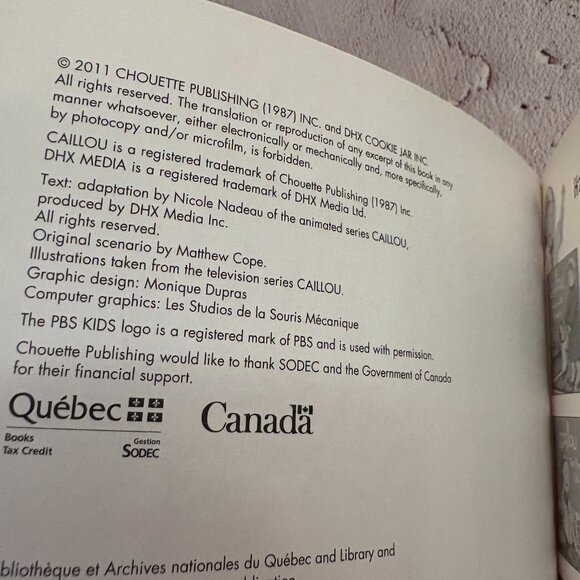 © 2011 CHOUETTE PUBLISHING (1987) INC. and DHX COOKIE JAR INC.
All rights reserved. The translation or reproduction of any excerpt of this book in any
manner whatsoever, either electronically or mechanically and, more specifically,
by photocopy and/or microfilm, is forbidden.
CAILLOU is a registered trademark of Chouette Publishing (1987) Inc.
DHX MEDIA is a registered trademark of DHX Media Ltd.
Text: adaptation by Nicole Nadeau of the animated series CAILLOU,
produced by DHX Media Inc.
All rights reserved.
Original scenario by Matthew Cope.
Illustrations taken from the television series CAILLOU.
Graphic design: Monique Dupras
Computer graphics: Les Studios de la Souris Mécanique
The PBS KIDS logo is a registered mark of PBS and is used with permission.
Chouette Publishing would like to thank SODEC and the Government of Canada
for their financial support.
Québec
Books
Tax Credit
Gestion
SODEC
Canada
Bibliothèque et Archives nationales du Québec and Library and